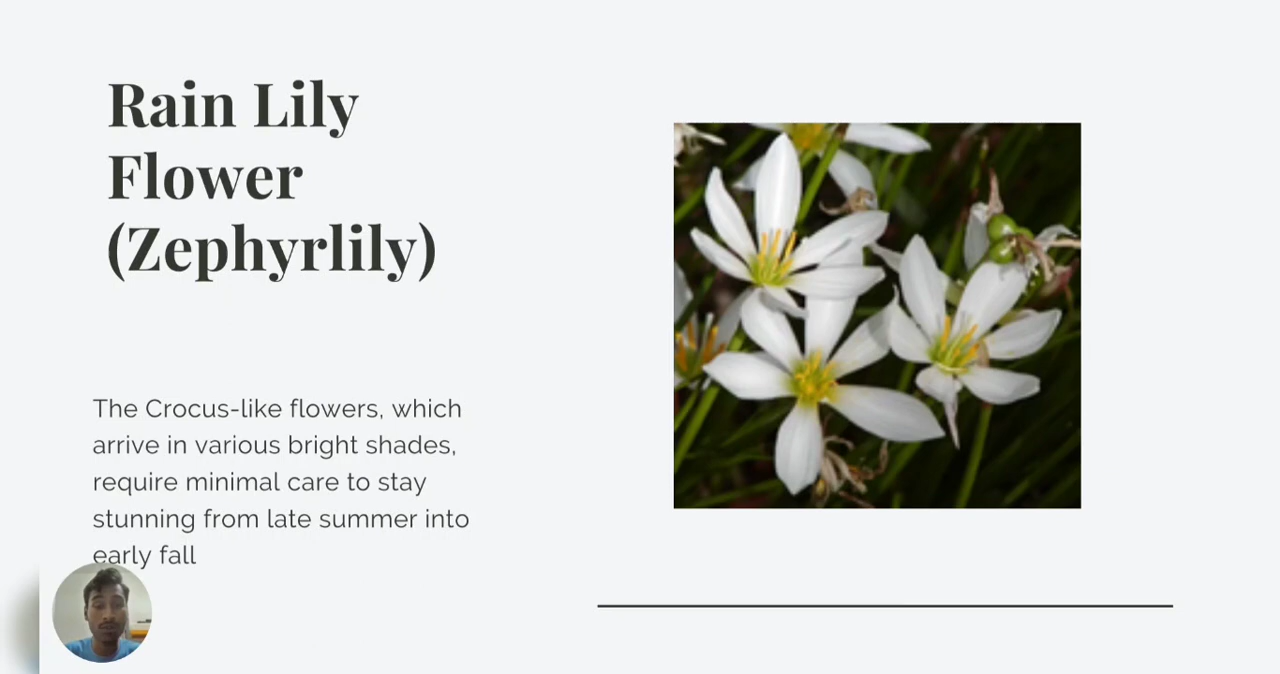 Rain Lily
Flower
(Zephyrlily)
The Crocus-like flowers, which
arrive in various bright shades,
require minimal care to stay
stunning from late summer into
early fall